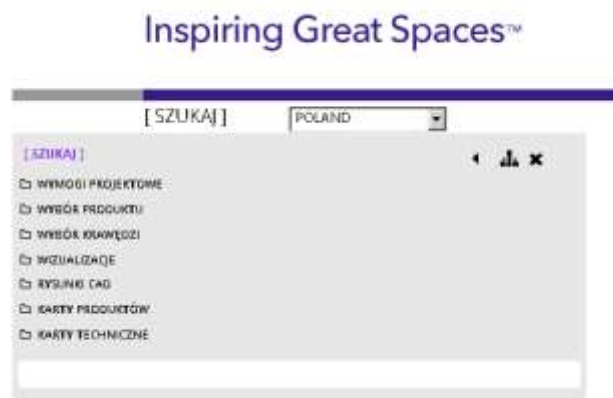 Inspiring Great Spaces™
[ SZUKAJ ] POLAND
[ SZUKAJ ]
WYMOGI PROJEKTOWE
WYBÓR PRODUKTU
WYBÓR KRAWĘDZI
WIZUALIZACJE
RYSUNKI CAD
KARTY PRODUKTÓW
KARTY TECHNICZNE